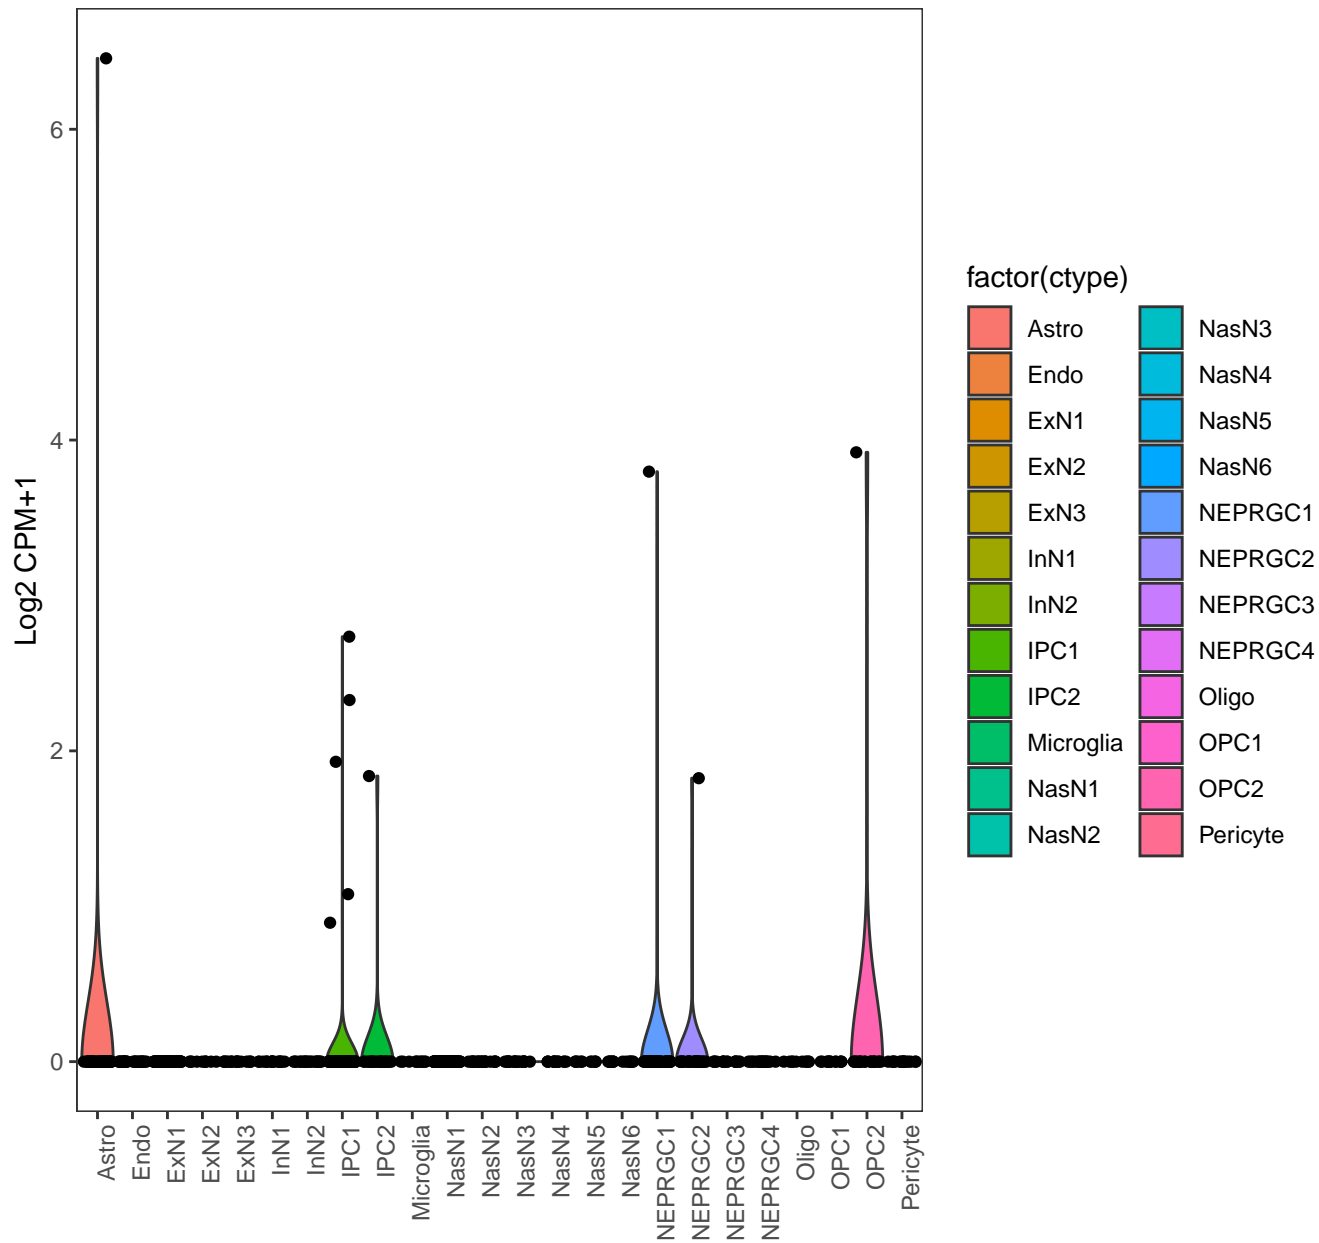 6
4
2
0
Log2 CPM+1
Astro
Endo
ExN1
ExN2
ExN3
InN1
InN2
IPC1
IPC2
Microglia
NasN1
NasN2
NasN3
NasN4
NasN5
NasN6
NEPRGC1
NEPRGC2
NEPRGC3
NEPRGC4
Oligo
OPC1
OPC2
Pericyte
factor(ctype)
Astro
Endo
ExN1
ExN2
ExN3
InN1
InN2
IPC1
IPC2
Microglia
NasN1
NasN2
NasN3
NasN4
NasN5
NasN6
NEPRGC1
NEPRGC2
NEPRGC3
NEPRGC4
Oligo
OPC1
OPC2
Pericyte